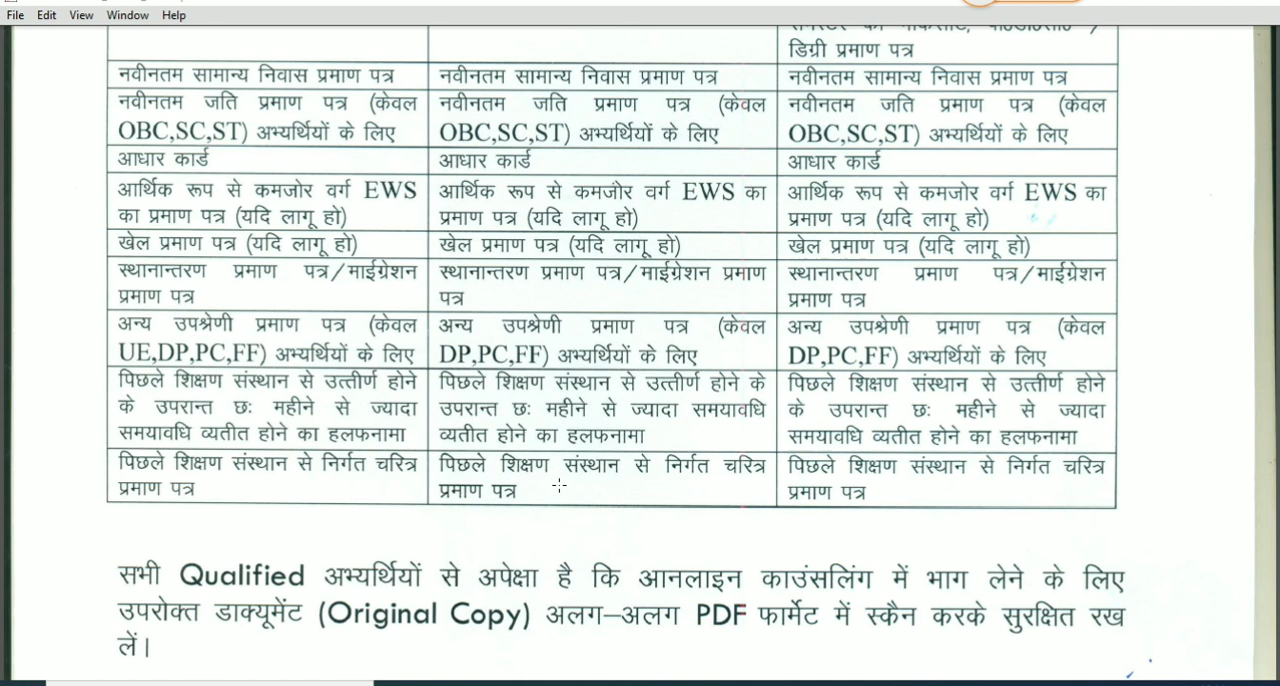 File Edit View Window Help
डिग्री प्रमाण पत्र
नवीनतम सामान्य निवास प्रमाण पत्र
नवीनतम सामान्य निवास प्रमाण पत्र
नवीनतम सामान्य निवास प्रमाण पत्र
नवीनतम जति प्रमाण पत्र (केवल
OBC,SC,ST) अभ्यर्थियों के लिए
नवीनतम जति प्रमाण पत्र (केवल
OBC,SC,ST) अभ्यर्थियों के लिए
नवीनतम जति प्रमाण पत्र (केवल
OBC,SC,ST) अभ्यर्थियों के लिए
आधार कार्ड
आधार कार्ड
आधार कार्ड
आर्थिक रूप से कमजोर वर्ग EWS
का प्रमाण पत्र (यदि लागू हो)
आर्थिक रूप से कमजोर वर्ग EWS का
प्रमाण पत्र (यदि लागू हो)
आर्थिक रूप से कमजोर वर्ग EWS का
प्रमाण पत्र (यदि लागू हो)
खेल प्रमाण पत्र (यदि लागू हो)
खेल प्रमाण पत्र (यदि लागू हो)
खेल प्रमाण पत्र (यदि लागू हो)
स्थानान्तरण प्रमाण पत्र/माईग्रेशन
प्रमाण पत्र
स्थानान्तरण प्रमाण पत्र/माईग्रेशन प्रमाण
पत्र
स्थानान्तरण प्रमाण पत्र/माईग्रेशन
प्रमाण पत्र
अन्य उपश्रेणी प्रमाण पत्र (केवल
UE,DP,PC,FF) अभ्यर्थियों के लिए
अन्य उपश्रेणी प्रमाण पत्र (केवल
DP,PC,FF) अभ्यर्थियों के लिए
अन्य उपश्रेणी प्रमाण पत्र (केवल
DP,PC,FF) अभ्यर्थियों के लिए
पिछले शिक्षण संस्थान से उत्तीर्ण होने
के उपरान्त छः महीने से ज्यादा
समयावधि व्यतीत होने का हलफनामा
पिछले शिक्षण संस्थान से उत्तीर्ण होने के
उपरान्त छः महीने से ज्यादा समयावधि
व्यतीत होने का हलफनामा
पिछले शिक्षण संस्थान से उत्तीर्ण होने
के उपरान्त छः महीने से ज्यादा
समयावधि व्यतीत होने का हलफनामा
पिछले शिक्षण संस्थान से निर्गत चरित्र
प्रमाण पत्र
पिछले शिक्षण संस्थान से निर्गत चरित्र
प्रमाण पत्र
पिछले शिक्षण संस्थान से निर्गत चरित्र
प्रमाण पत्र
सभी Qualified अभ्यर्थियों से अपेक्षा है कि आनलाइन काउंसलिंग में भाग लेने के लिए
उपरोक्त डाक्यूमेंट (Original Copy) अलग–अलग PDF फार्मेट में स्कैन करके सुरक्षित रख
लें।